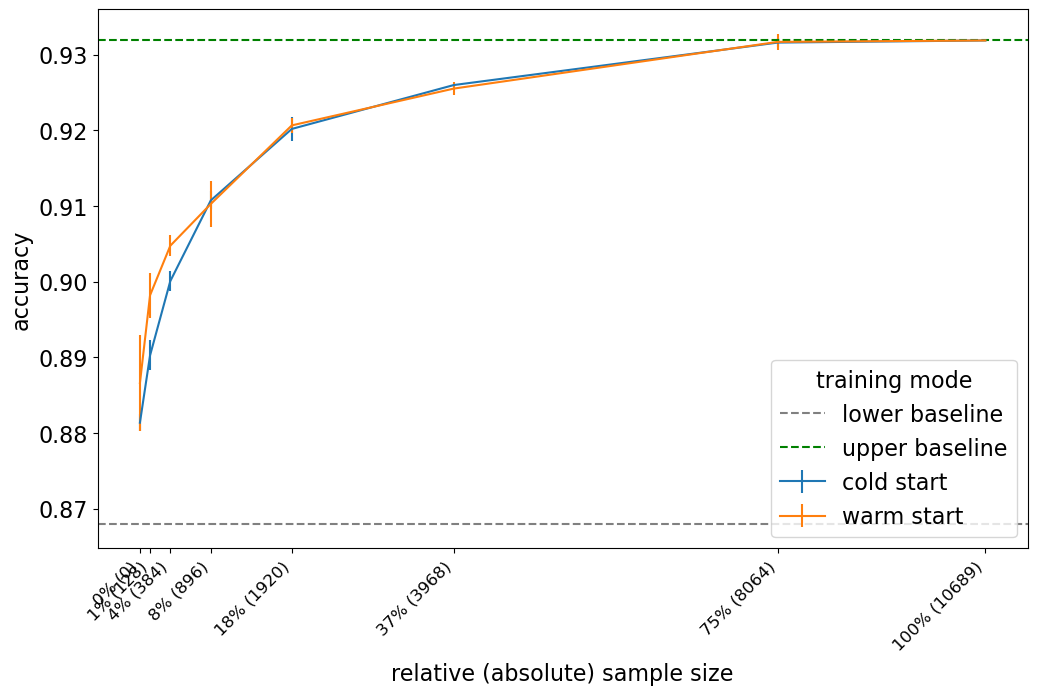 0.93
0.92
0.91
0.90
0.89
0.88
0.87
accuracy
0% (0)
1% (128)
4% (384)
8% (896)
18% (1920)
37% (3968)
75% (8064)
100% (10689)
relative (absolute) sample size
training mode
lower baseline
upper baseline
cold start
warm start